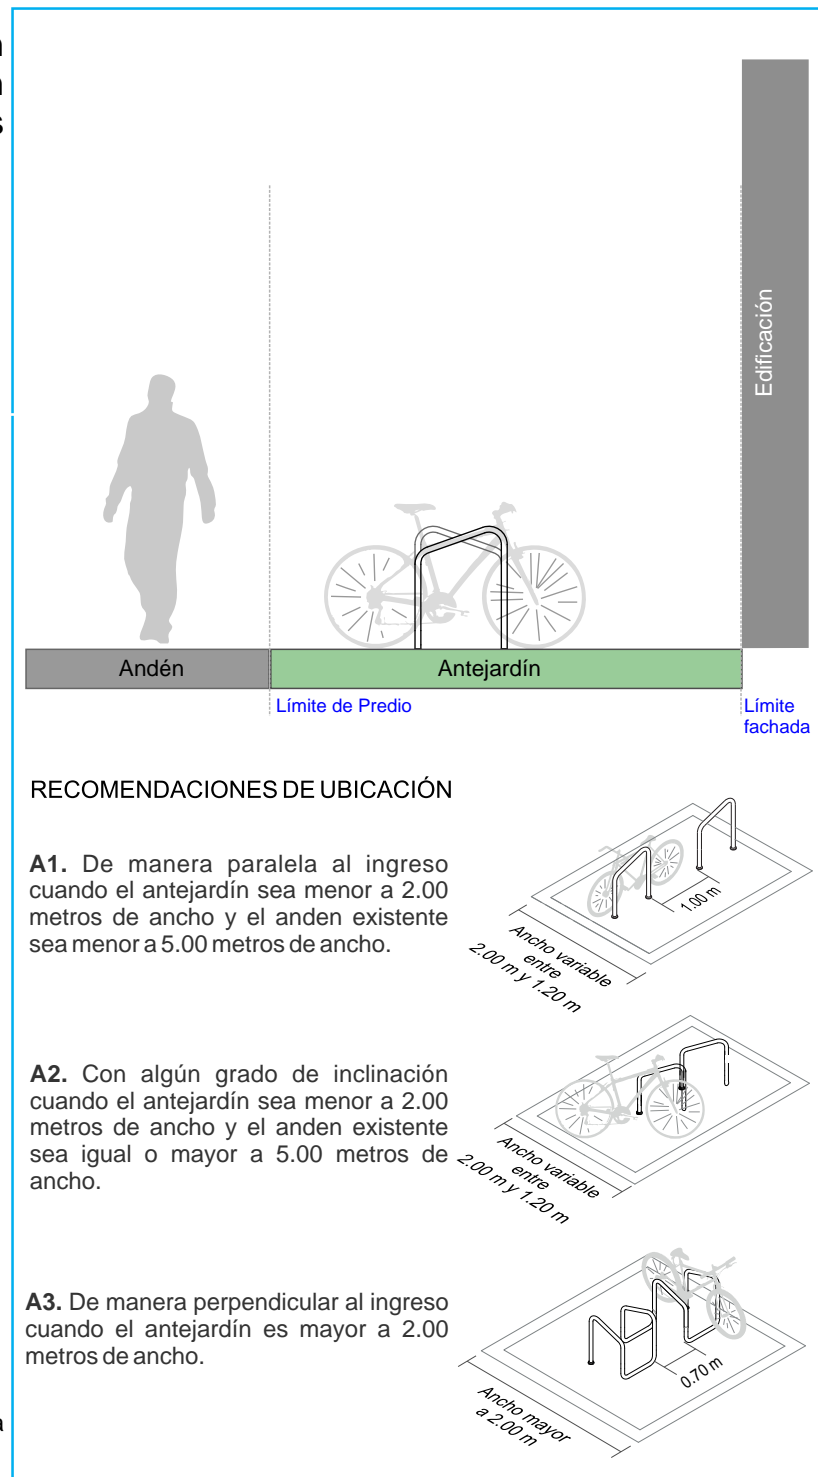 n
n
s
Edificación
Andén
Antejardín
Límite de Predio
Límite
fachada
RECOMENDACIONES DE UBICACIÓN
A1. De manera paralela al ingreso
cuando el antejardín sea menor a 2.00
metros de ancho y el anden existente
sea menor a 5.00 metros de ancho.
1.00 m
Ancho variable
entre
2.00 m y 1.20 m
A2. Con algún grado de inclinación
cuando el antejardín sea menor a 2.00
metros de ancho y el anden existente
sea igual o mayor a 5.00 metros de
ancho.
Ancho variable
entre
2.00 m y 1.20 m
A3. De manera perpendicular al ingreso
cuando el antejardín es mayor a 2.00
metros de ancho.
0.70 m
Ancho mayor
a 2.00 m
a